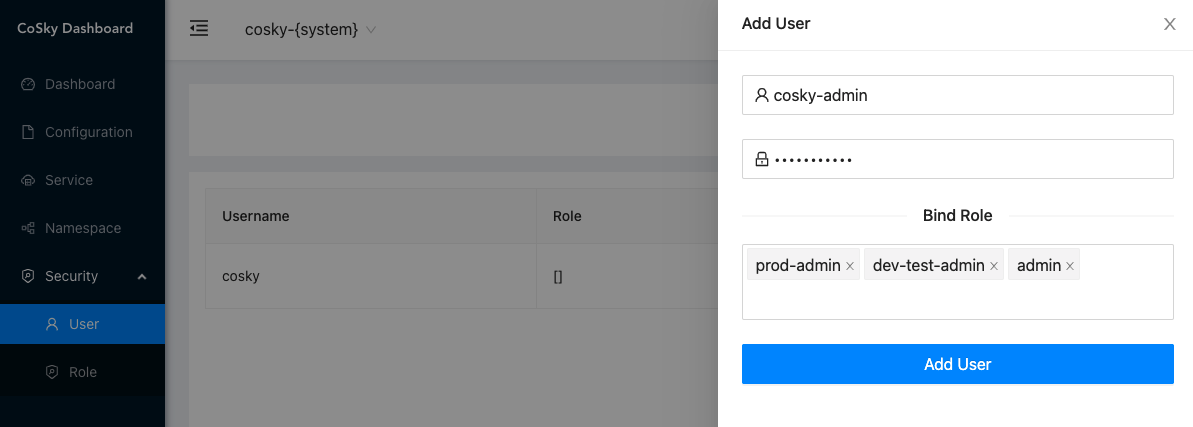 CoSky Dashboard
Dashboard
Configuration
Service
Namespace
Security
User
Role
cosky-{system}
Username Role
cosky []
Add User
cosky-admin
•••••••••••
Bind Role
prod-admin dev-test-admin admin
Add User